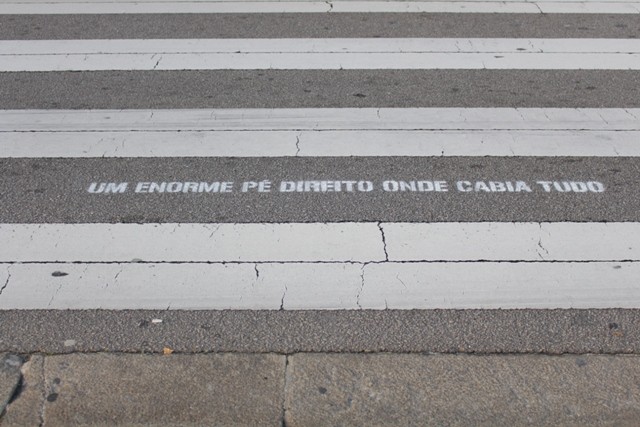 UM ENORME PÉ DIREITO ONDE CABIA TUDO